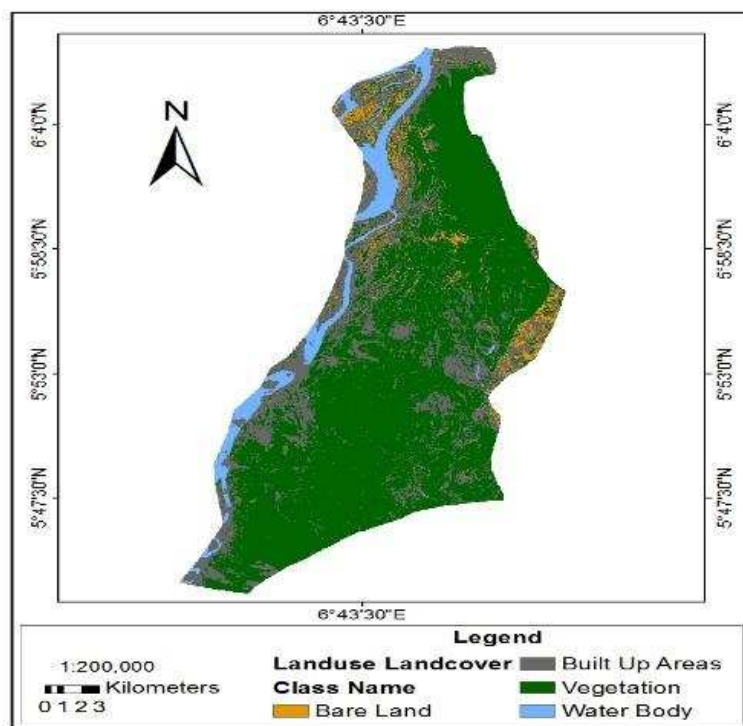 6°43'30"E
N
6°4'0"N
6°4'0"N
5°58'30"N
5°58'30"N
5°53'0"N
5°53'0"N
5°47'30"N
5°47'30"N
6°43'30"E
Legend
1:200,000
Kilometers
0 1 2 3
Landuse Landcover
Class Name
Bare Land
Built Up Areas
Vegetation
Water Body